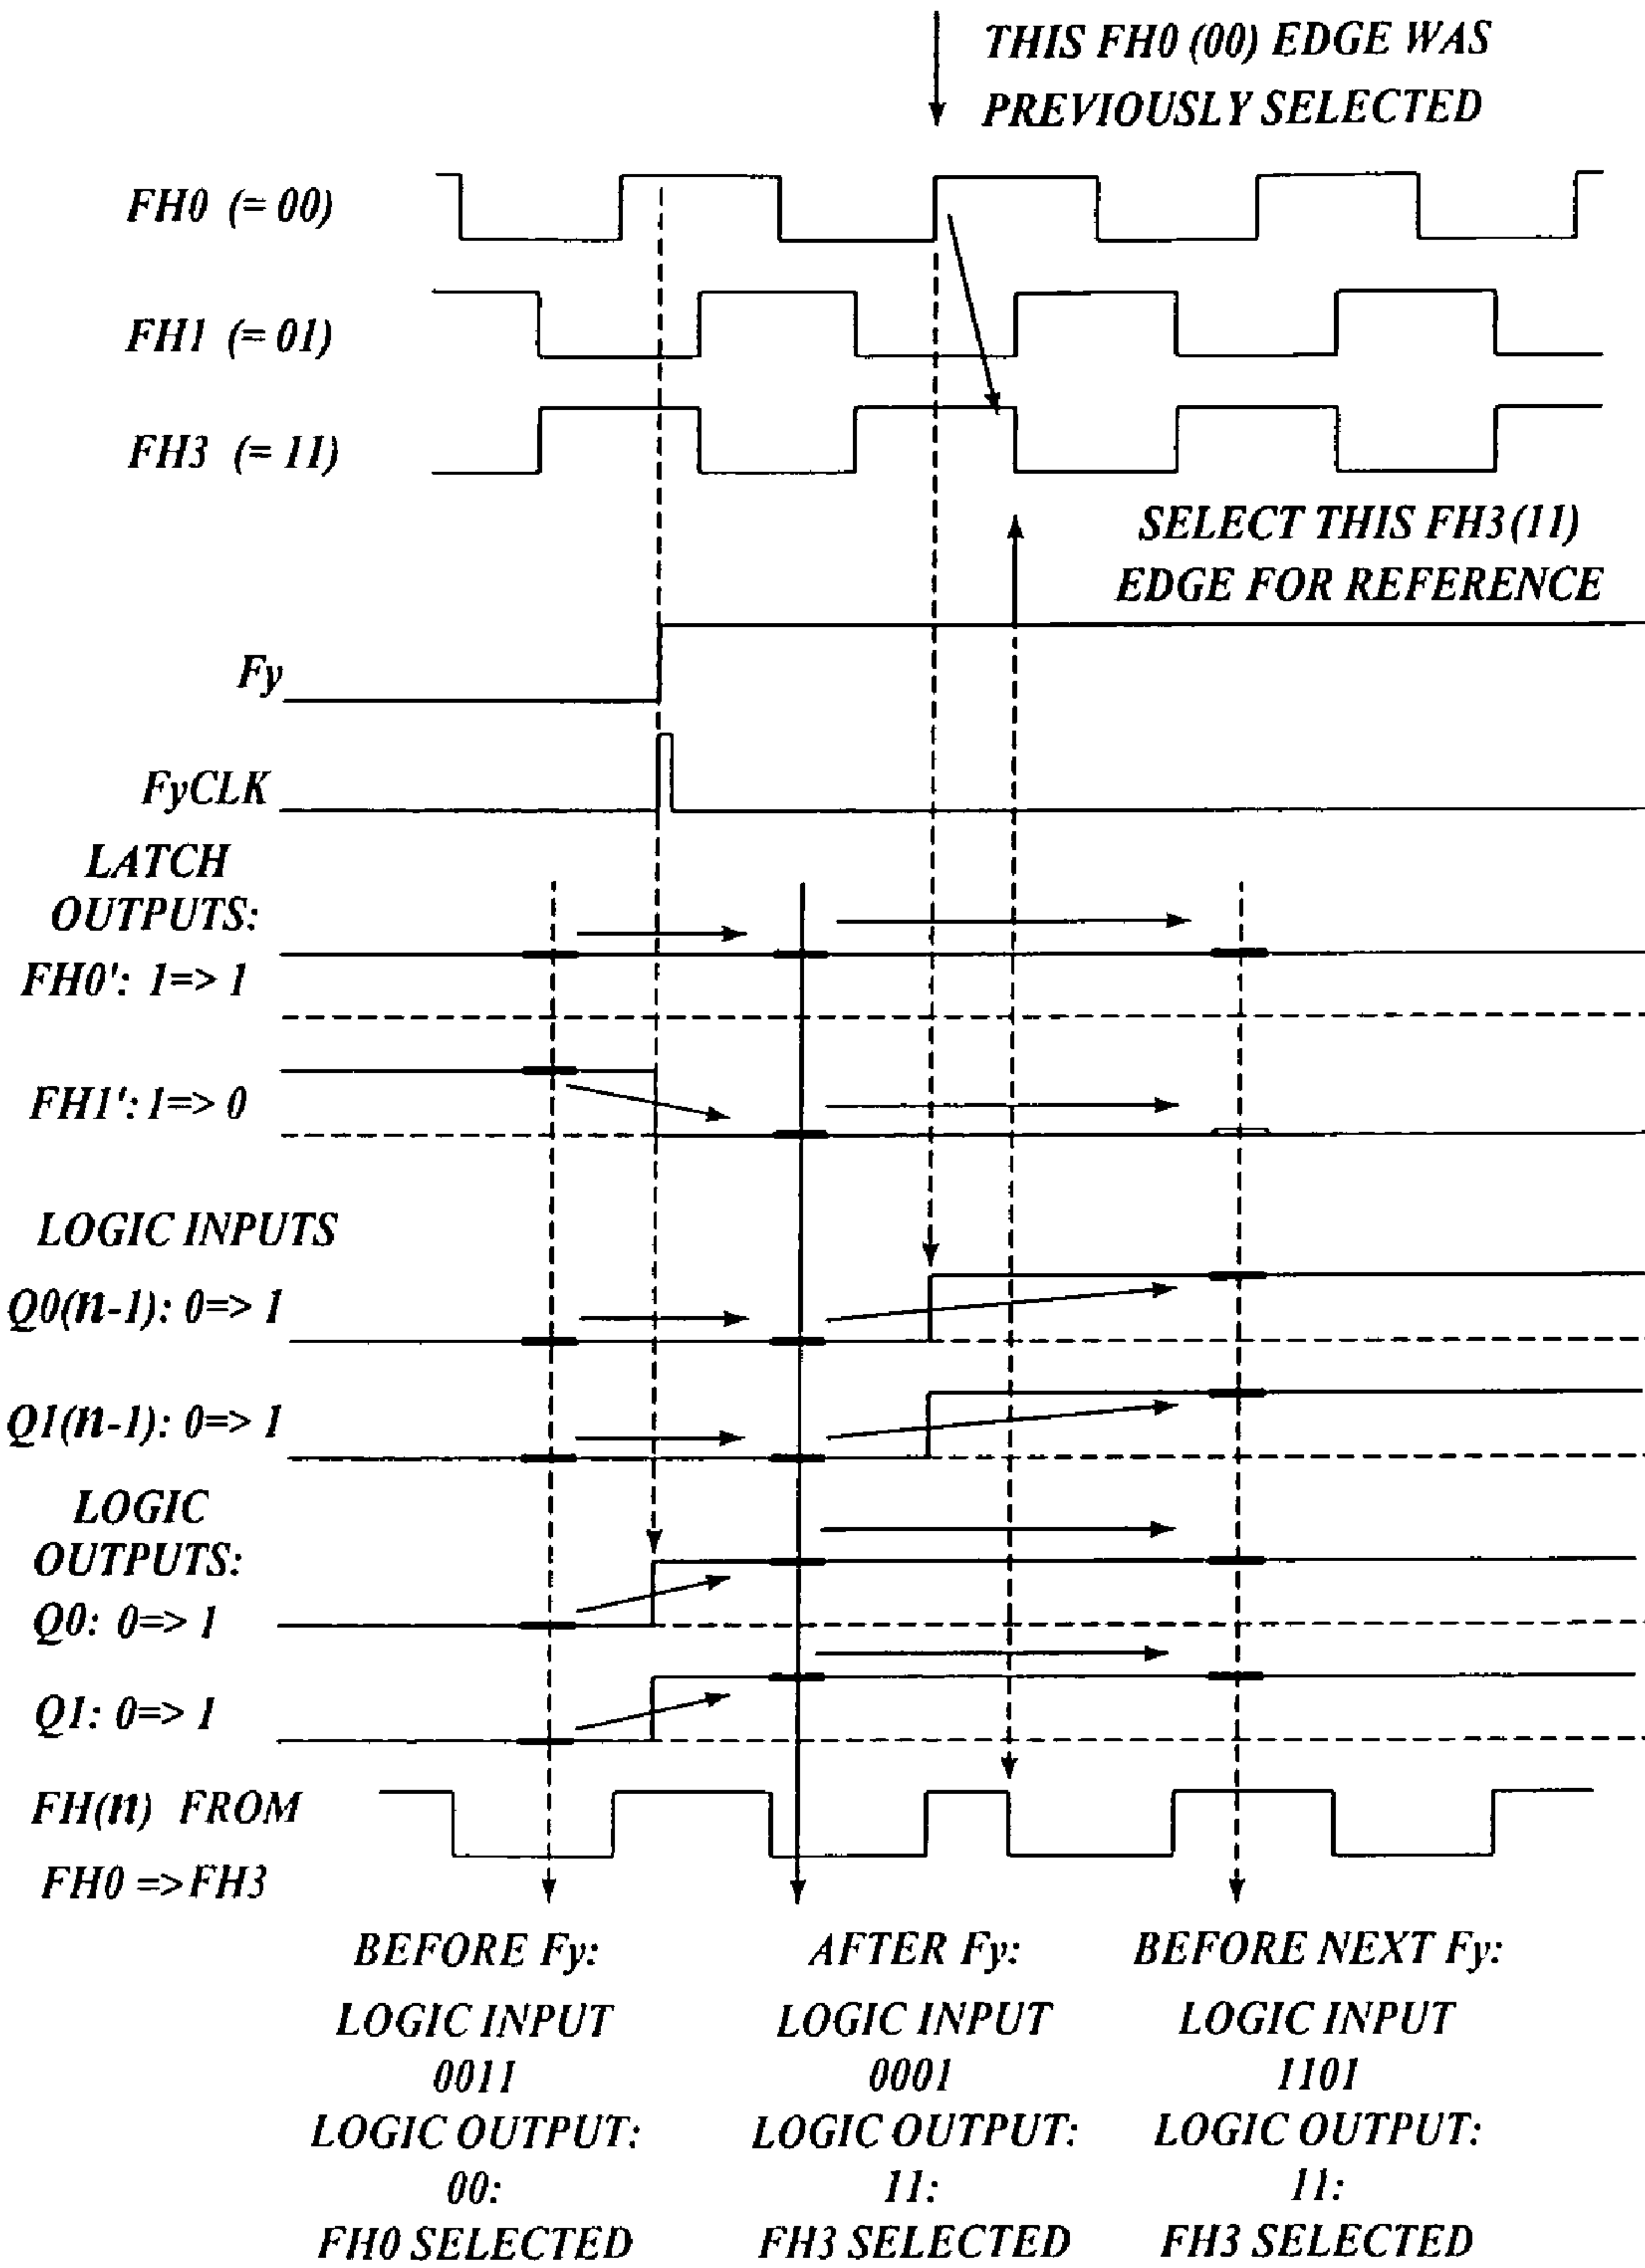 THIS FH0 (00) EDGE WAS
PREVIOUSLY SELECTED
FH0 (= 00)
FH1 (= 01)
FH3 (= 11)
SELECT THIS FH3(11)
EDGE FOR REFERENCE
Fy
FyCLK
LATCH
OUTPUTS:
FH0': 1=> 1
FH1': 1=> 0
LOGIC INPUTS
Q0(n-1): 0=> 1
Q1(n-1): 0=> 1
LOGIC
OUTPUTS:
Q0: 0=> 1
Q1: 0=> 1
FH(n) FROM
FH0 =>FH3
BEFORE Fy:
LOGIC INPUT
0011
LOGIC OUTPUT:
00:
FH0 SELECTED
AFTER Fy:
LOGIC INPUT
0001
LOGIC OUTPUT:
11:
FH3 SELECTED
BEFORE NEXT Fy:
LOGIC INPUT
1101
LOGIC OUTPUT:
11:
FH3 SELECTED